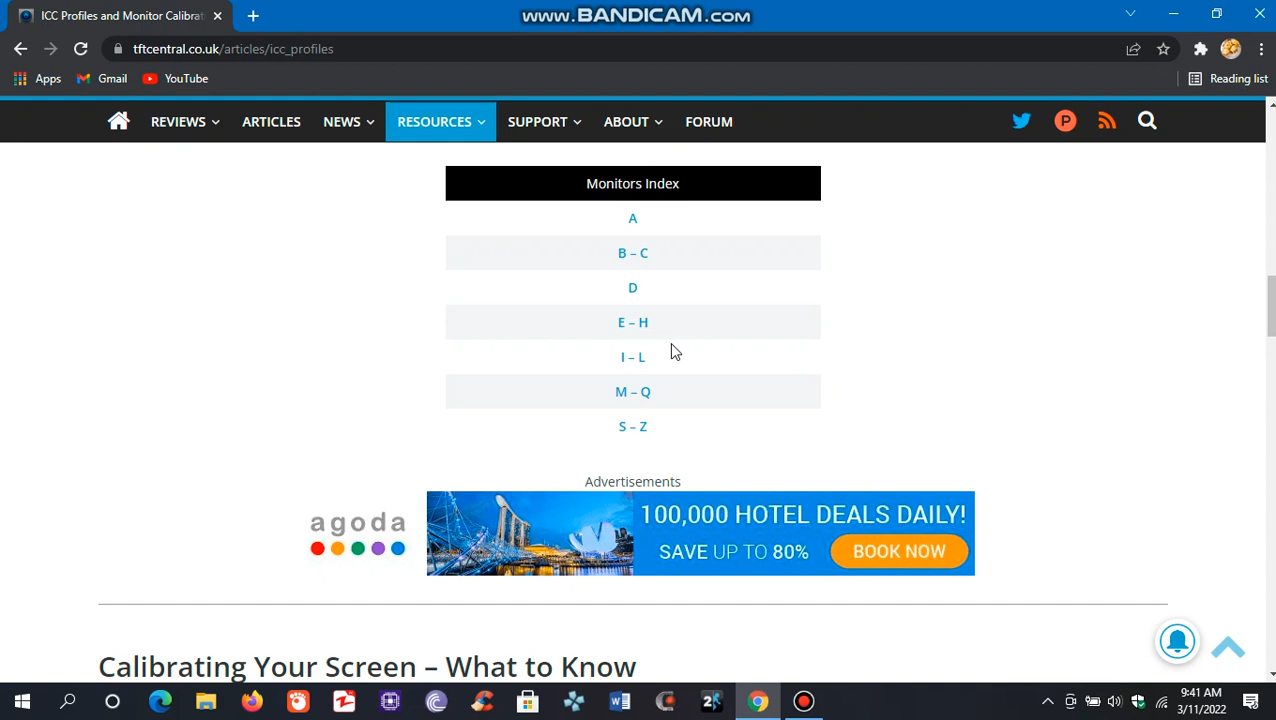 ICC Profiles and Monitor Calibrat
www.BANDICAM.com
tftcentral.co.uk/articles/icc_profiles
Apps
Gmail
YouTube
Reading list
REVIEWS
ARTICLES
NEWS
RESOURCES
SUPPORT
ABOUT
FORUM
P
Monitors Index
A
B – C
D
E – H
I – L
M – Q
S – Z
Advertisements
agoda
100,000 HOTEL DEALS DAILY!
SAVE UP TO 80%
BOOK NOW
Calibrating Your Screen – What to Know
9:41 AM
3/11/2022